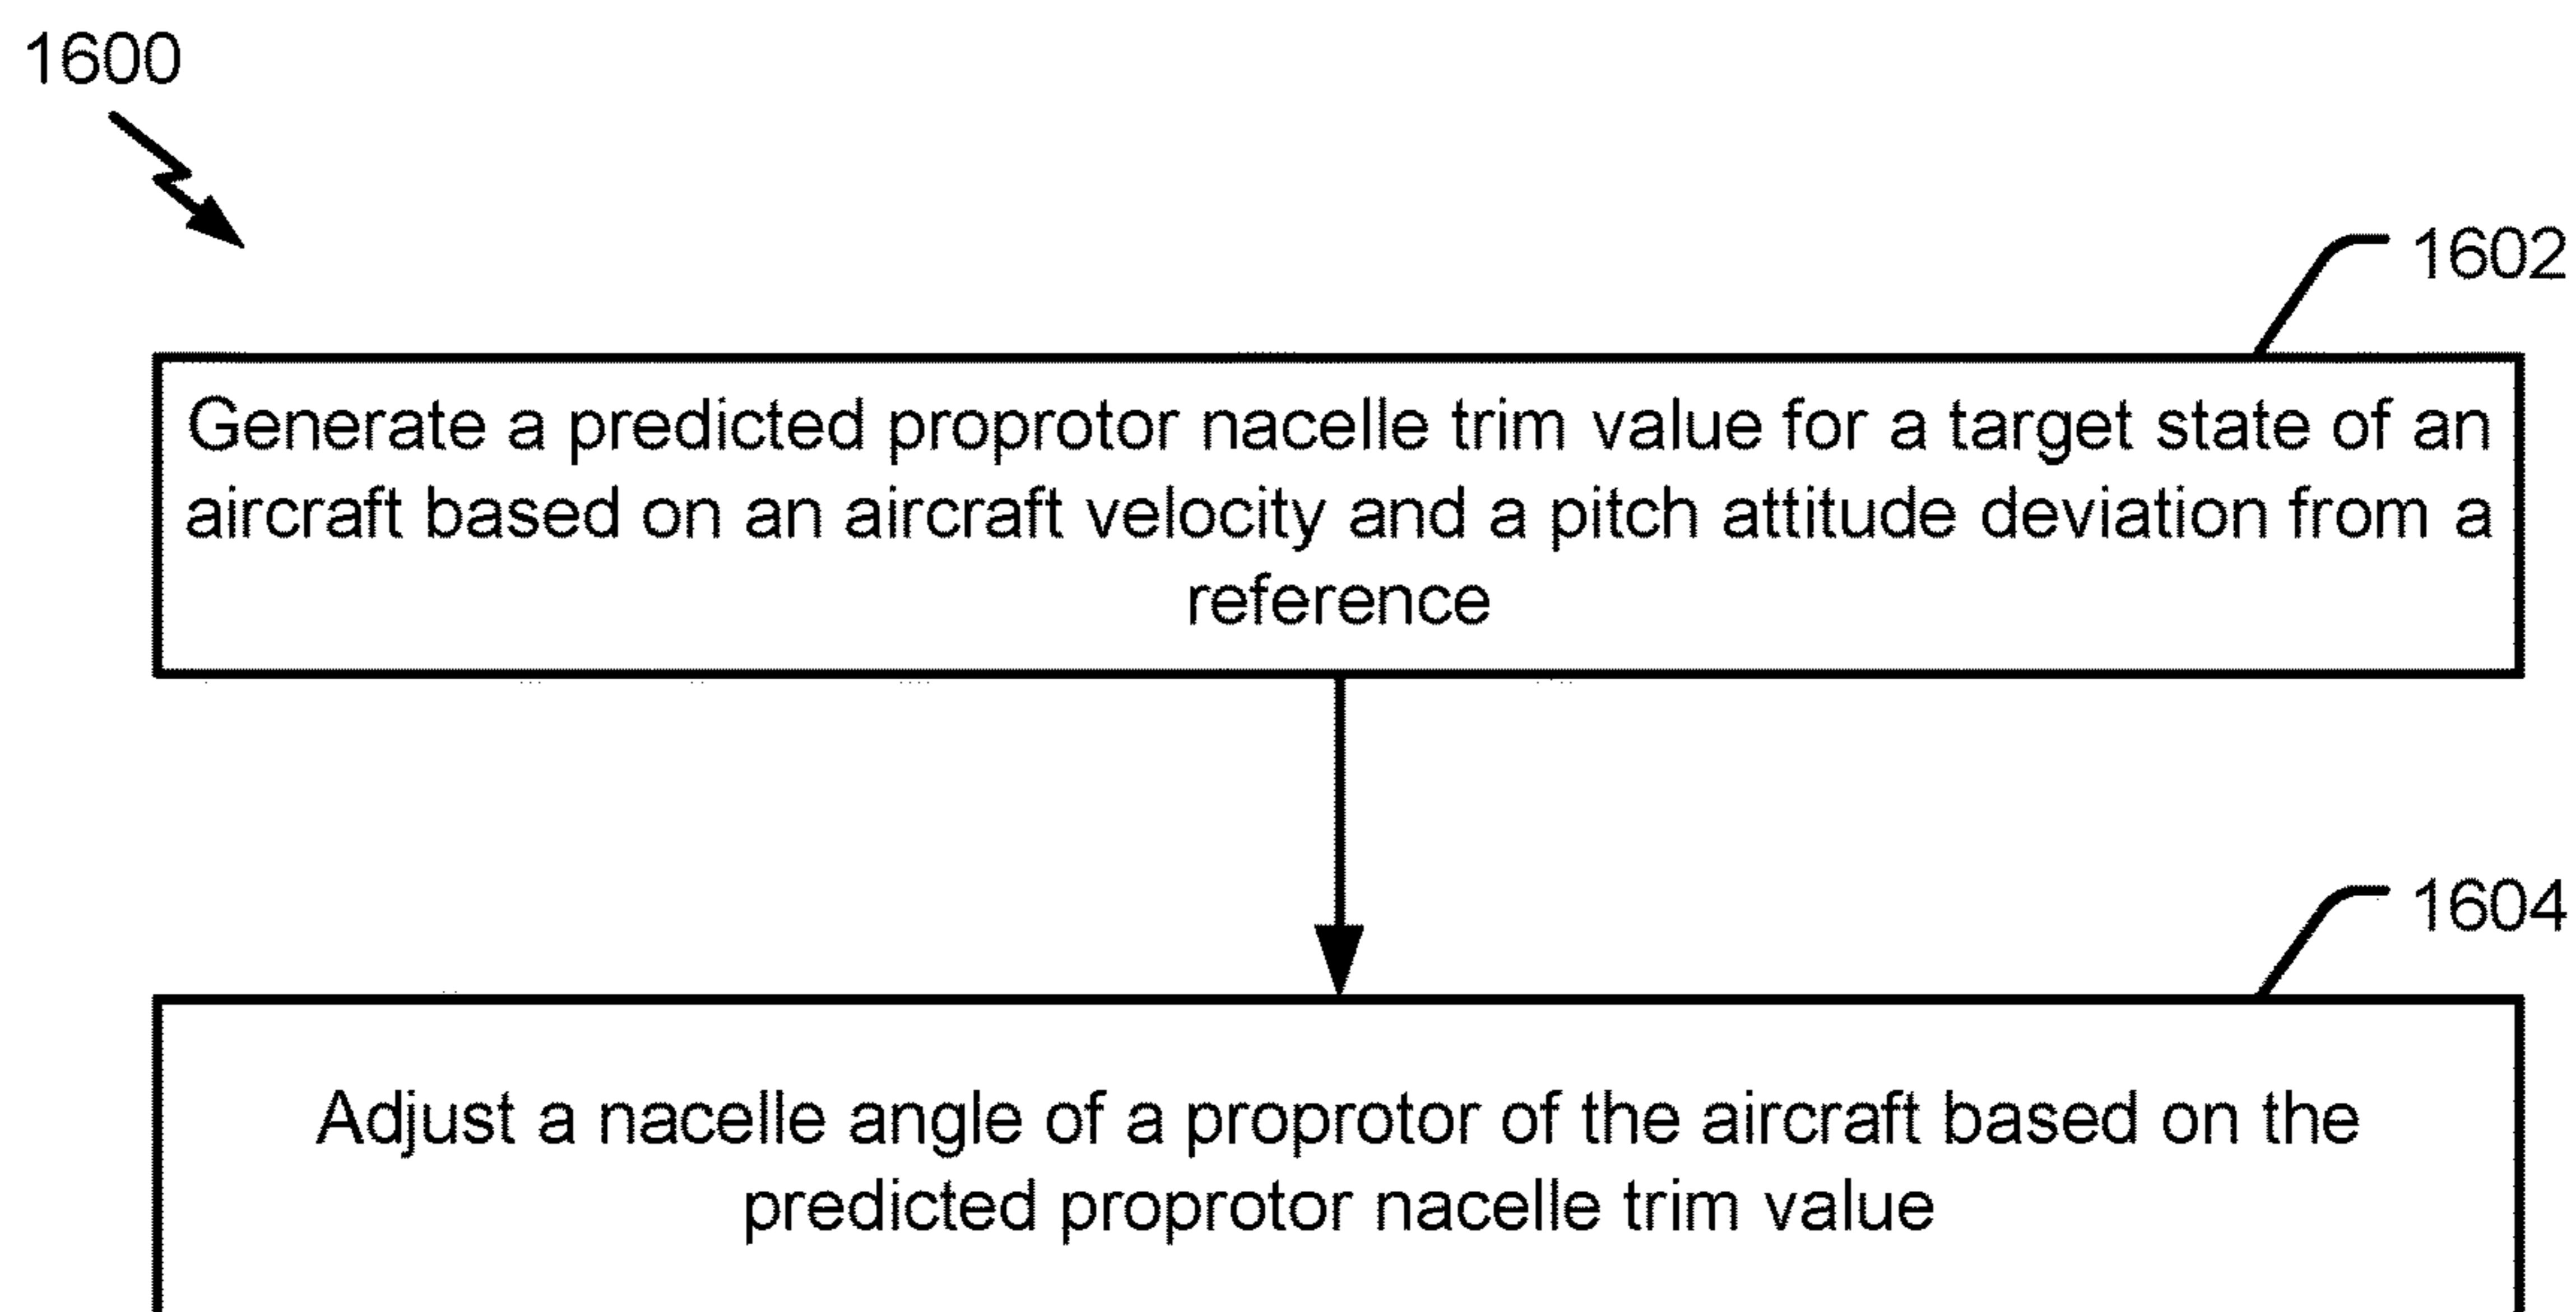 1600
1602
Generate a predicted proprotor nacelle trim value for a target state of an
aircraft based on an aircraft velocity and a pitch attitude deviation from a
reference
1604
Adjust a nacelle angle of a proprotor of the aircraft based on the
predicted proprotor nacelle trim value